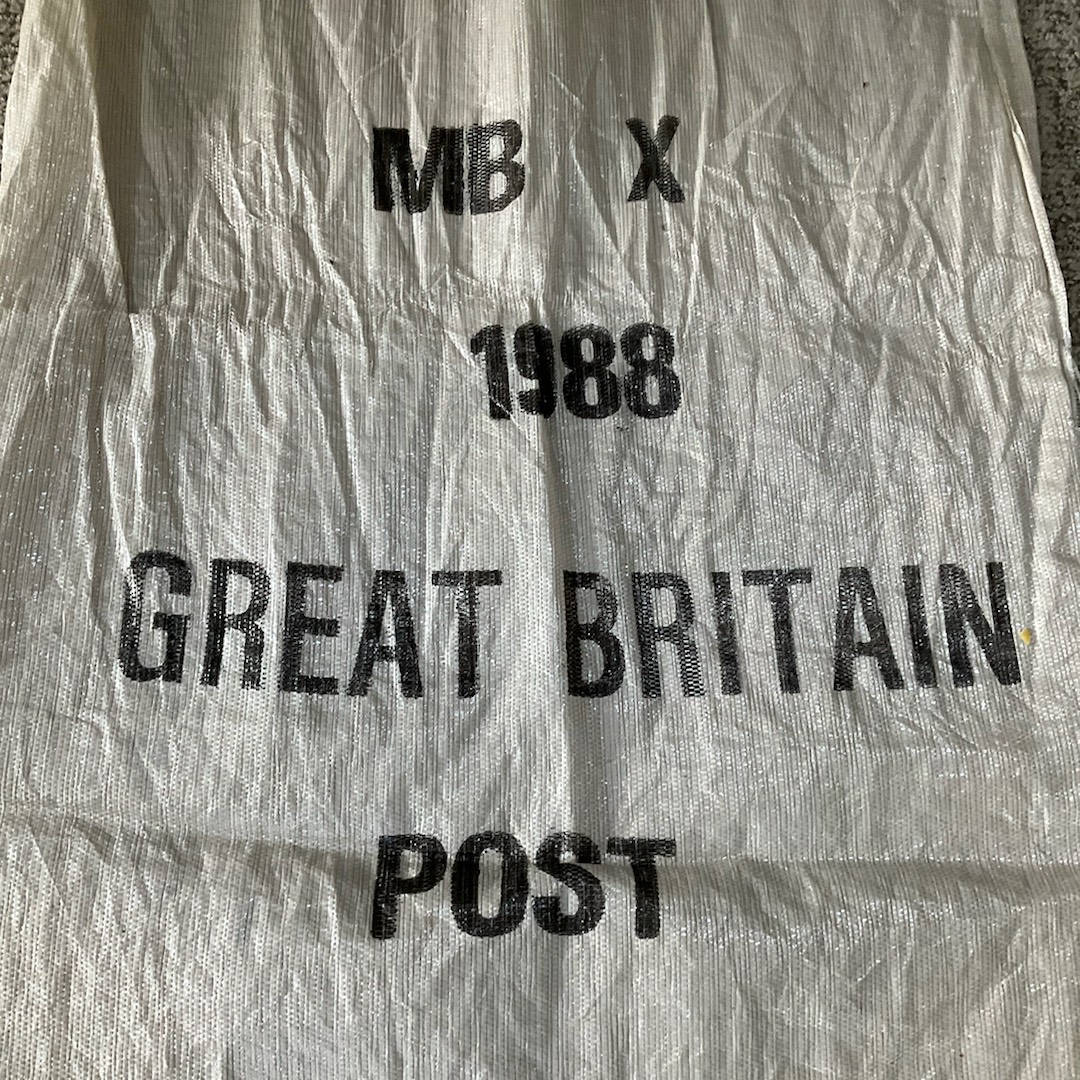 MB X
1988
GREAT BRITAIN
POST